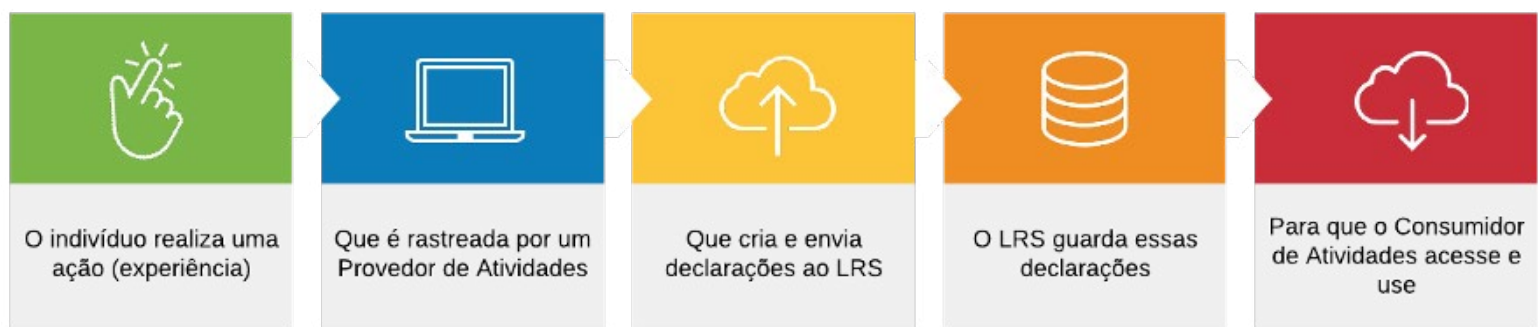 O indivíduo realiza uma
ação (experiência)
Que é rastreada por um
Provedor de Atividades
Que cria e envia
declarações ao LRS
O LRS guarda essas
declarações
Para que o Consumidor
de Atividades acesse e
use